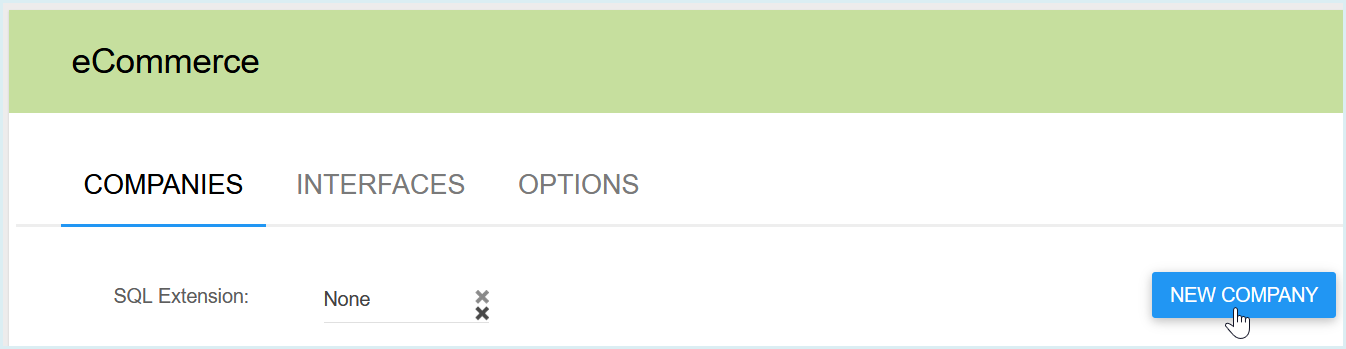 eCommerce
COMPANIES INTERFACES OPTIONS
SQL Extension: None NEW COMPANY